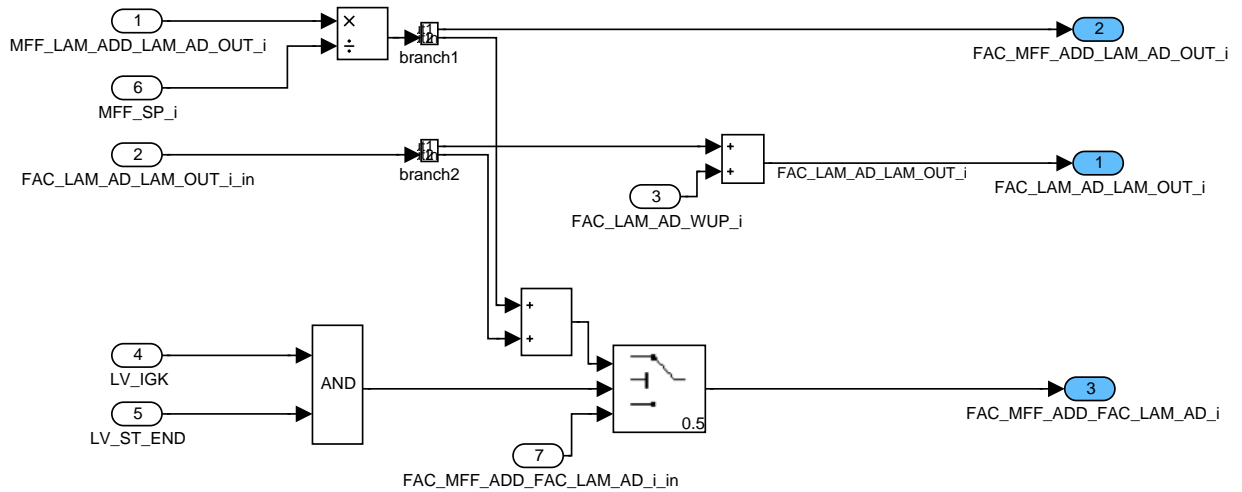 1
MFF_LAM_ADD_LAM_AD_OUT_i
×
÷
branch1
2
FAC_MFF_ADD_LAM_AD_OUT_i
6
MFF_SP_i
2
FAC_LAM_AD_LAM_OUT_i_in
branch2
+
+
FAC_LAM_AD_LAM_OUT_i
1
FAC_LAM_AD_LAM_OUT_i
3
FAC_LAM_AD_WUP_i
+
+
4
LV_IGK
AND
5
LV_ST_END
0.5
3
FAC_MFF_ADD_FAC_LAM_AD_i
7
FAC_MFF_ADD_FAC_LAM_AD_i_in